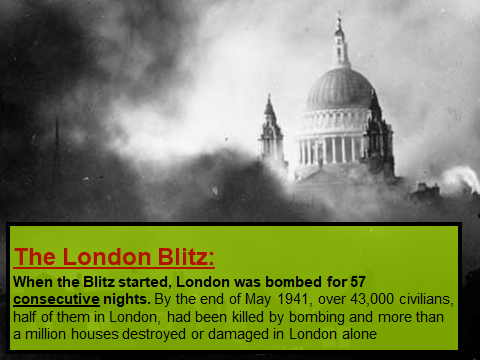 The London Blitz:
When the Blitz started, London was bombed for 57
consecutive nights. By the end of May 1941, over 43,000 civilians,
half of them in London, had been killed by bombing and more than
a million houses destroyed or damaged in London alone